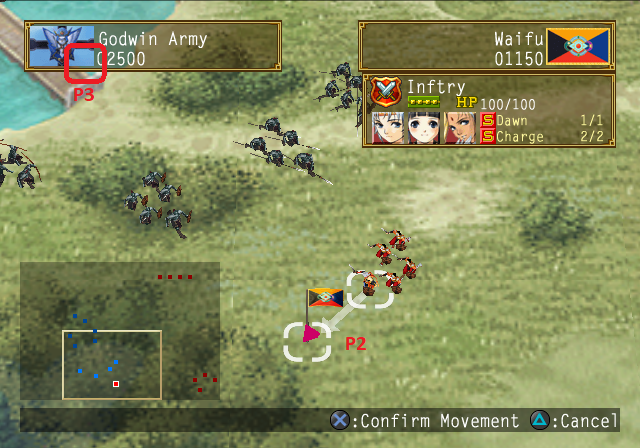 Godwin Army
02500
P3
Waifu
01150
Inftry
HP 100/100
S Dawn 1/1
S Charge 2/2
P2
:Confirm Movement :Cancel